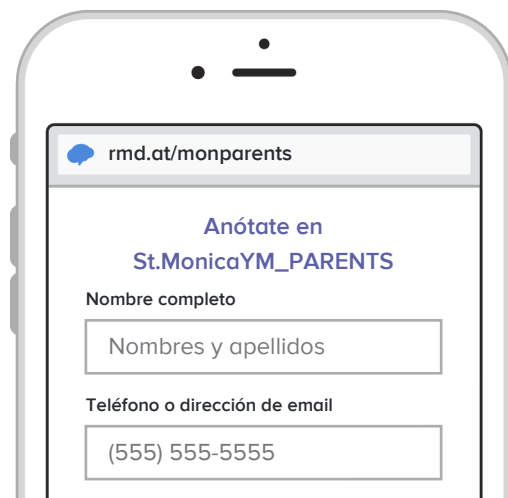 rmd.at/monparents
Anótate en
St.MonicaYM_PARENTS
Nombre completo
Nombres y apellidos
Teléfono o dirección de email
(555) 555-5555